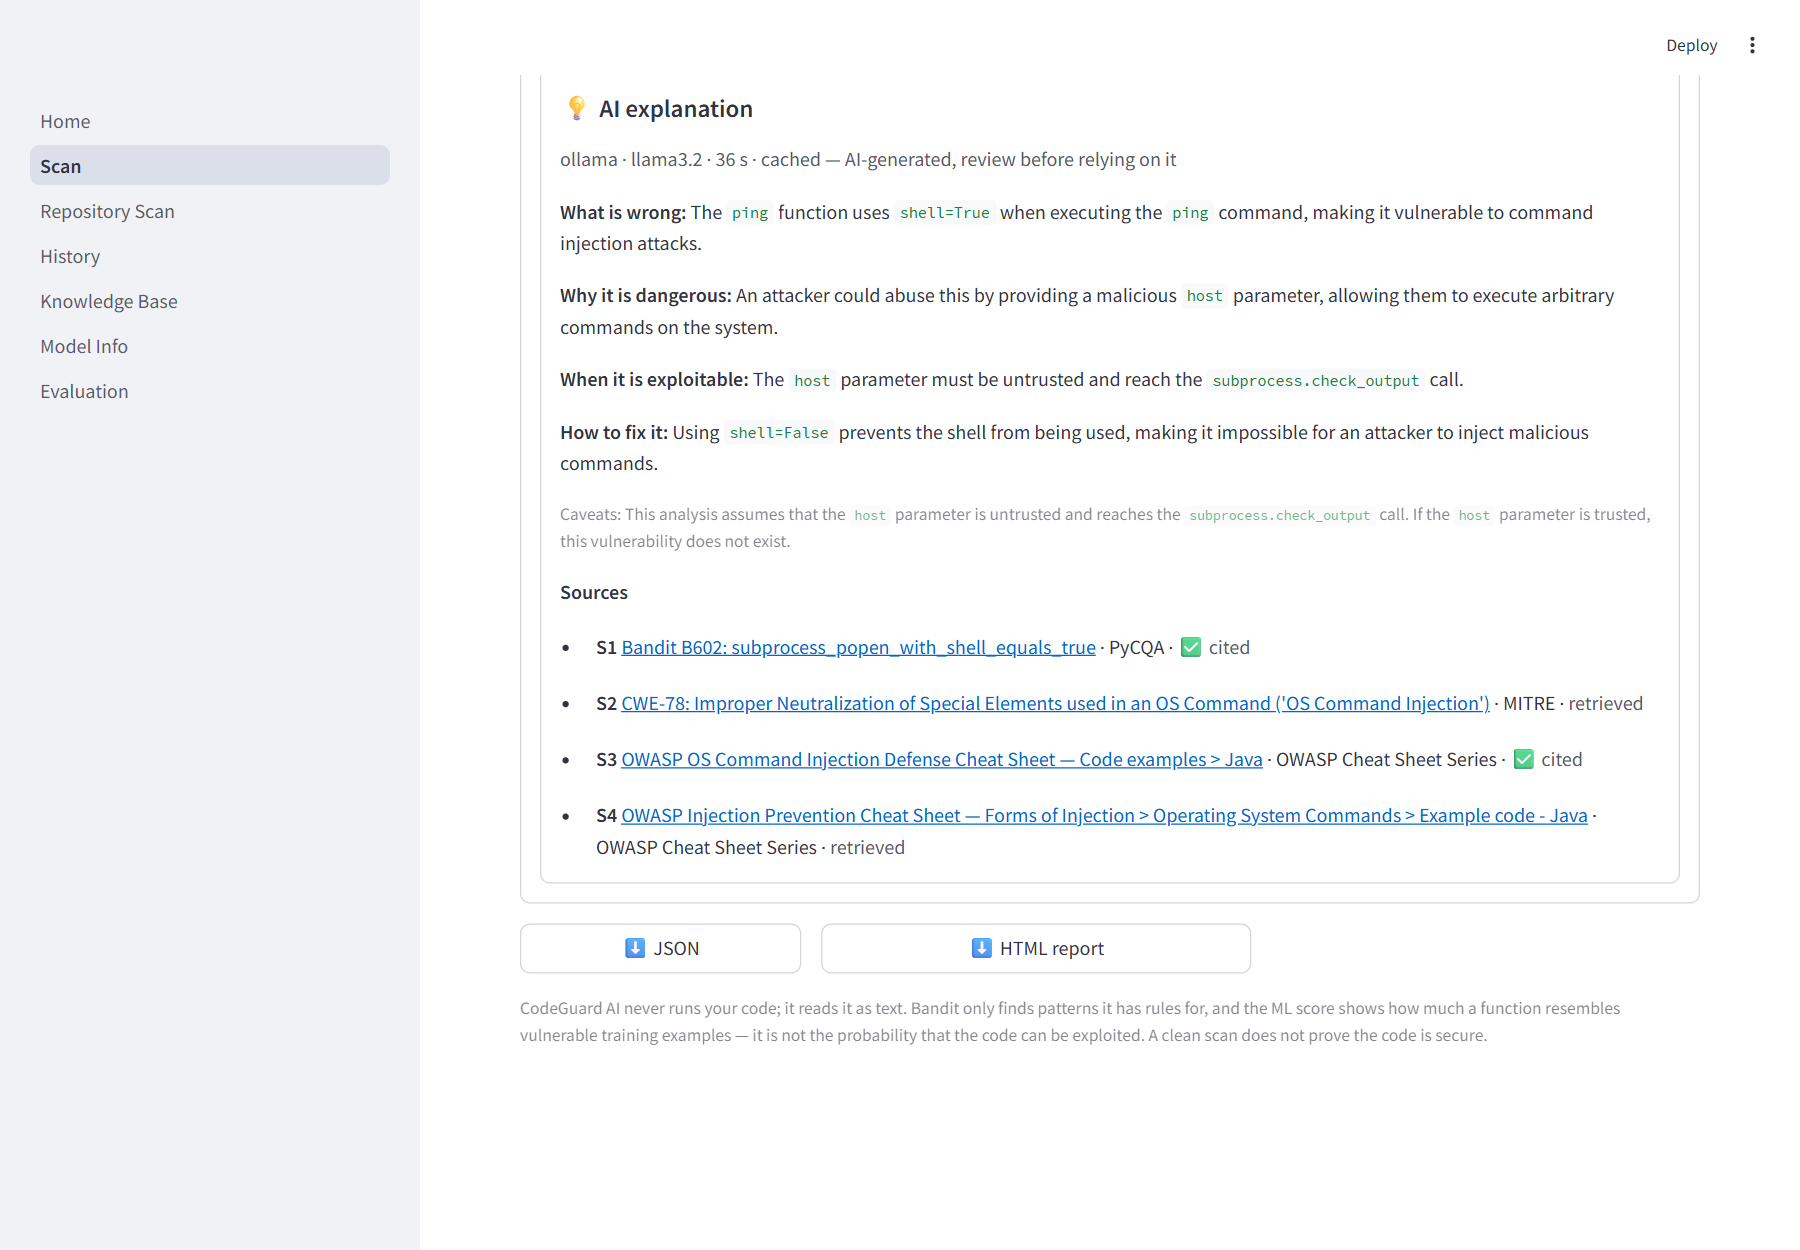 Deploy
Home
Scan
Repository Scan
History
Knowledge Base
Model Info
Evaluation
AI explanation
ollama · llama3.2 · 36 s · cached — AI-generated, review before relying on it
What is wrong: The ping function uses shell=True when executing the ping command, making it vulnerable to command
injection attacks.
Why it is dangerous: An attacker could abuse this by providing a malicious host parameter, allowing them to execute arbitrary
commands on the system.
When it is exploitable: The host parameter must be untrusted and reach the subprocess.check_output call.
How to fix it: Using shell=False prevents the shell from being used, making it impossible for an attacker to inject malicious
commands.
Caveats: This analysis assumes that the host parameter is untrusted and reaches the subprocess.check_output call. If the host parameter is trusted,
this vulnerability does not exist.
Sources
• S1 Bandit B602: subprocess_popen_with_shell_equals_true · PyCQA · ✅ cited
• S2 CWE-78: Improper Neutralization of Special Elements used in an OS Command ('OS Command Injection') · MITRE · retrieved
• S3 OWASP OS Command Injection Defense Cheat Sheet — Code examples > Java · OWASP Cheat Sheet Series · ✅ cited
• S4 OWASP Injection Prevention Cheat Sheet — Forms of Injection > Operating System Commands > Example code - Java ·
OWASP Cheat Sheet Series · retrieved
JSON
HTML report
CodeGuard AI never runs your code; it reads it as text. Bandit only finds patterns it has rules for, and the ML score shows how much a function resembles
vulnerable training examples — it is not the probability that the code can be exploited. A clean scan does not prove the code is secure.